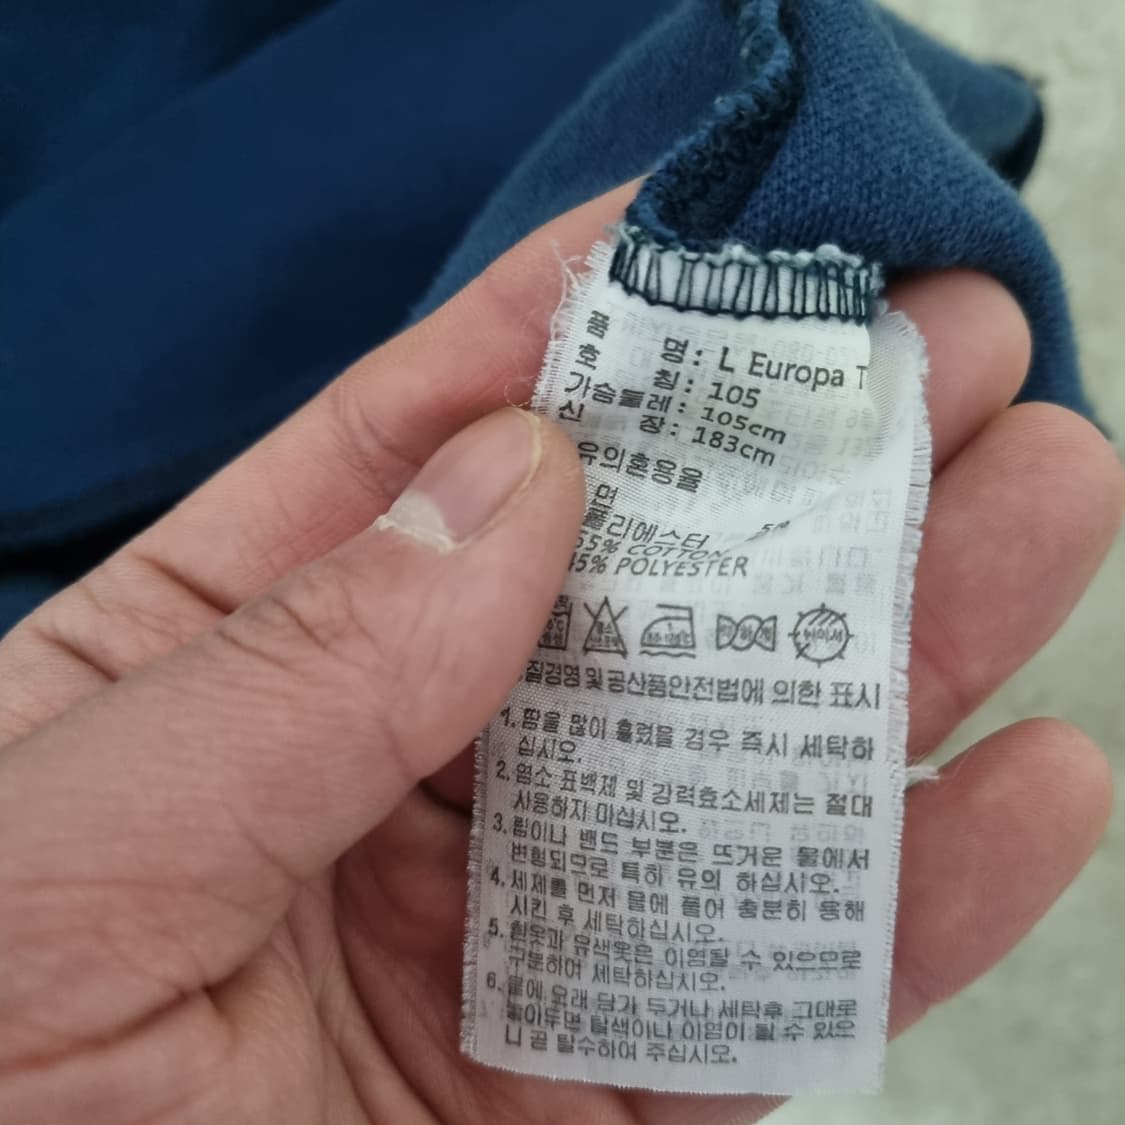 품 명 : L Europa T
호 칭 : 105
가슴둘레 : 105cm
신 장 : 183cm
유의혼용율
면
폴리에스터
55% COTTON
45% POLYESTER
품질경영 및 공산품안전법에 의한 표시
1. 땀을 많이 흘렸을 경우 즉시 세탁하
십시오.
2. 염소 표백제 및 강력효소세제는 절대
사용하지 마십시오.
3. 림이나 밴드 부분은 뜨거운 물에서
변형되므로 특히 유의 하십시오.
4. 세제를 먼저 물에 풀어 충분히 용해
시킨 후 세탁하십시오.
5. 흰옷과 유색옷은 이염될 수 있으므로
구분하여 세탁하십시오.
6. 물에 오래 담가 두거나 세탁후 그대로
놓아두면 탈색이나 이염이 될 수 있으
니 곧 탈수하여 주십시오.